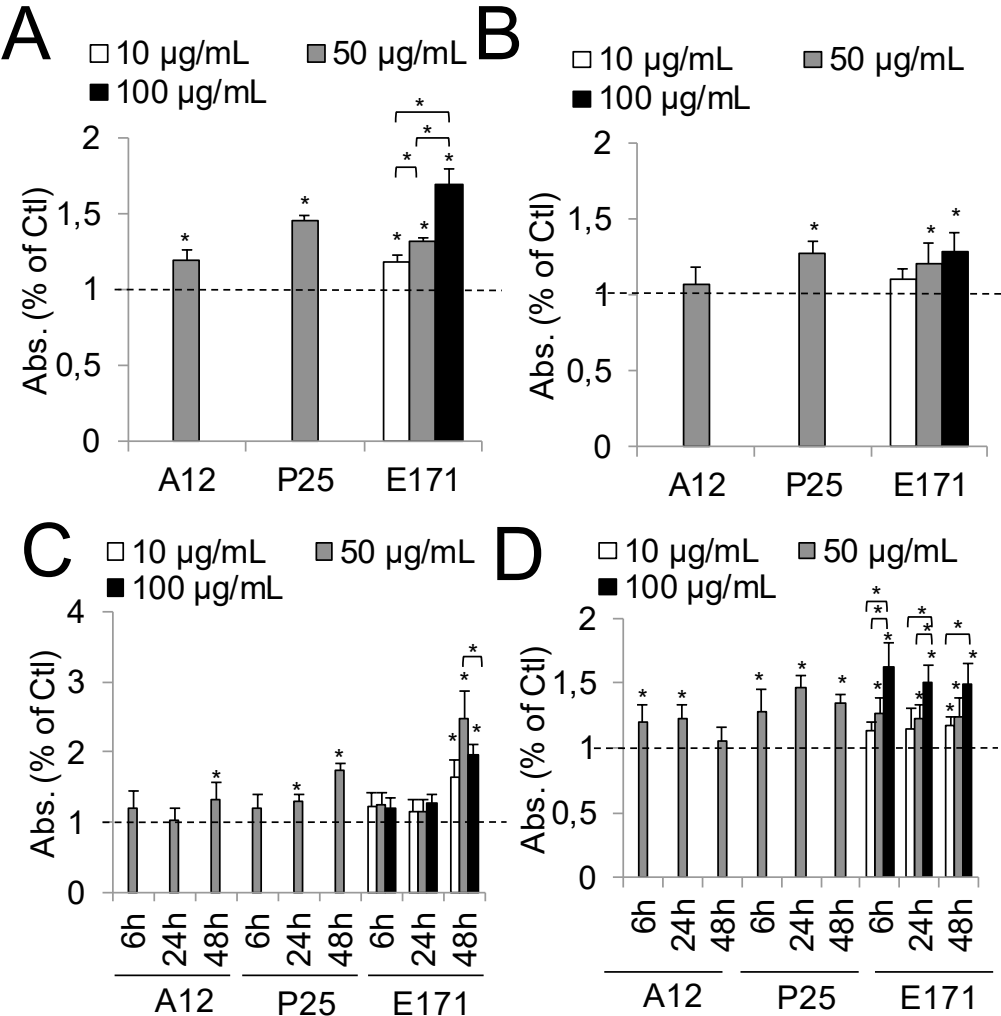 A
10 µg/mL 50 µg/mL
100 µg/mL
Abs. (% of Ctl)
2
1,5
1
0,5
0
* * * * * * * *
A12 P25 E171
B
10 µg/mL 50 µg/mL
100 µg/mL
Abs. (% of Ctl)
2
1,5
1
0,5
0
* * *
A12 P25 E171
C
10 µg/mL 50 µg/mL
100 µg/mL
Abs. (% of Ctl)
4
3
2
1
0
* * * * * * *
6h 24h 48h 6h 24h 48h 6h 24h 48h
A12 P25 E171
D
10 µg/mL 50 µg/mL
100 µg/mL
Abs. (% of Ctl)
2
1,5
1
0,5
0
* * * * * * * * * * * * * * * * *
6h 24h 48h 6h 24h 48h 6h 24h 48h
A12 P25 E171